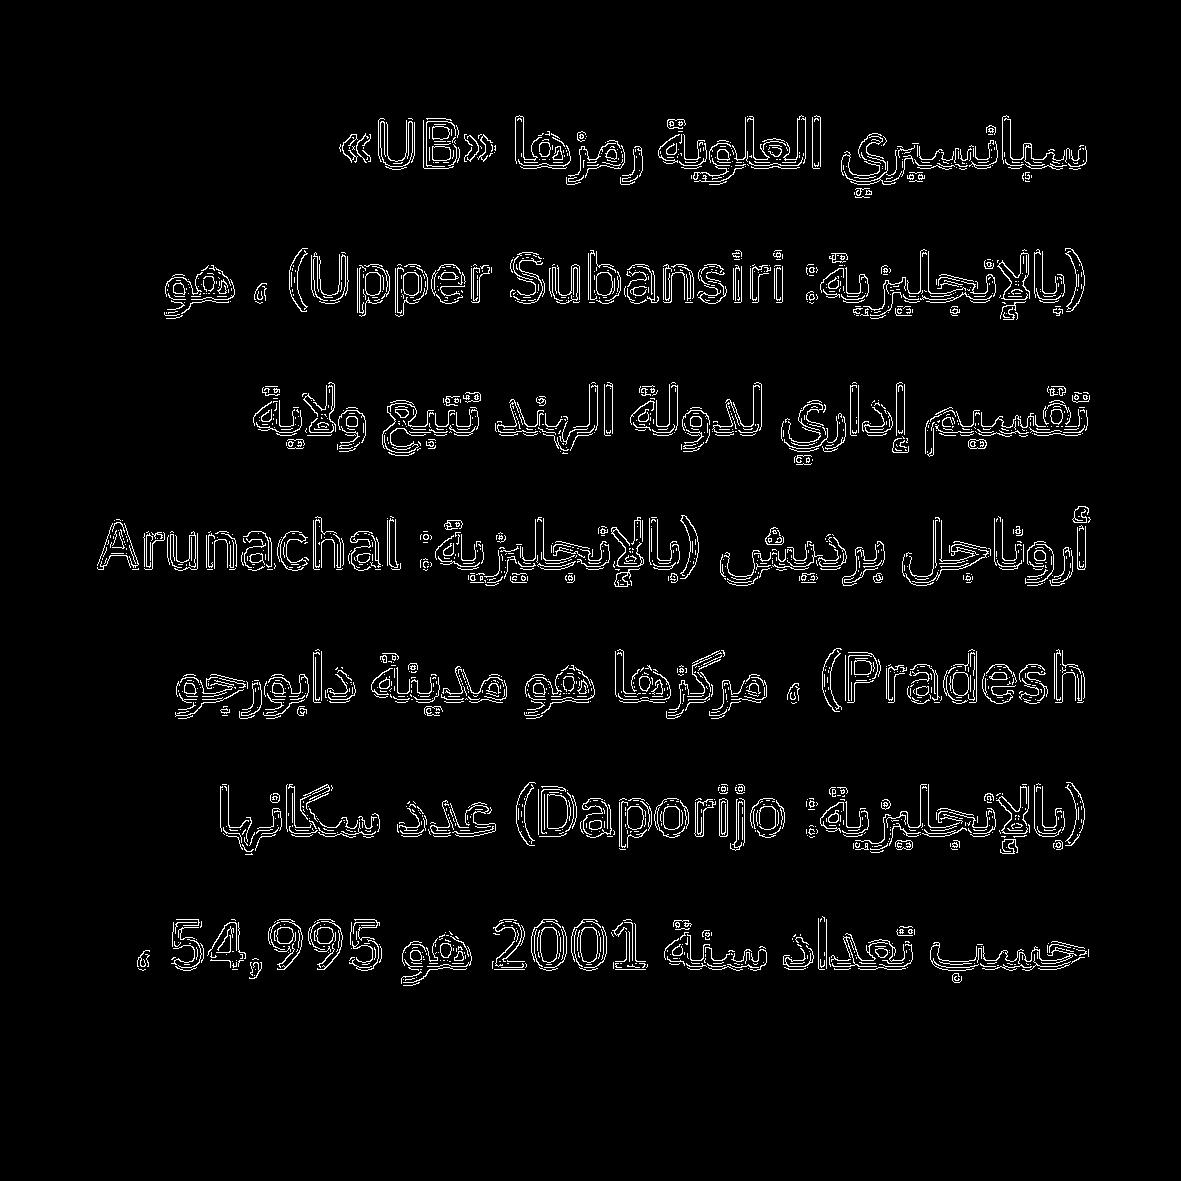 سبانسيري العلوية رمزها «UB»
(بالإنجليزية: Upper Subansiri) ، هو
تقسيم إداري لدولة الهند تتبع ولاية
أروناجل برديش (بالإنجليزية: Arunachal
Pradesh) ، مركزها هو مدينة دابورجو
(بالإنجليزية: Daporijo) عدد سكانها
حسب تعداد سنة 2001 هو 54,995 ،